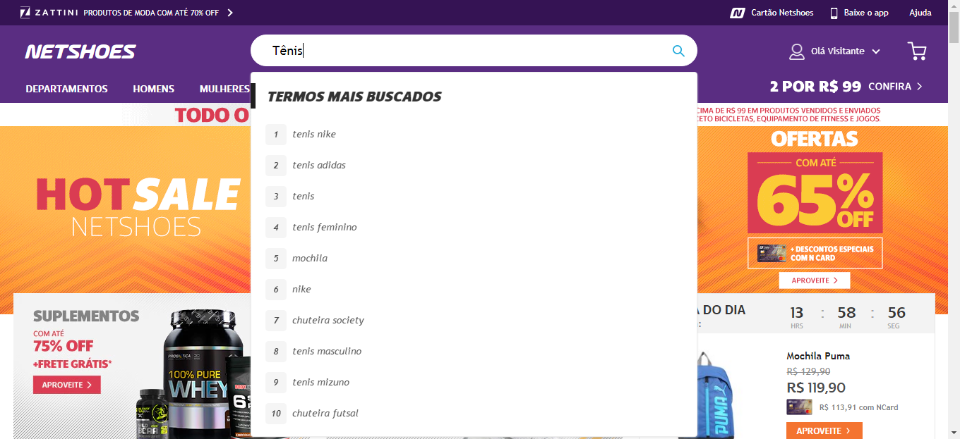 ZATTINI PRODUTOS DE MODA COM ATÉ 70% OFF
Cartão Netshoes
Baixe o app
Ajuda
NETSHOES
Tênis
Olá Visitante
DEPARTAMENTOS
HOMENS
MULHERES
2 POR R$ 99 CONFIRA
TODO O
CIMA DE R$ 99 EM PRODUTOS VENDIDOS E ENVIADOS
CETO BICICLETAS, EQUIPAMENTO DE FITNESS E JOGOS.
TERMOS MAIS BUSCADOS
1 tenis nike
2 tenis adidas
3 tenis
4 tenis feminino
5 mochila
6 nike
7 chuteira society
8 tenis masculino
9 tenis mizuno
10 chuteira futsal
HOT SALE
NETSHOES
OFERTAS
COM ATÉ
65% OFF
+ DESCONTOS ESPECIAIS
COM N CARD
APROVEITE
SUPLEMENTOS
COM ATÉ
75% OFF
+FRETE GRÁTIS*
APROVEITE
100% PURE
WHEY
A DO DIA
:
13 : 58 : 56
HRS MIN SEG
PUMA
Mochila Puma
R$ 129,90
R$ 119,90
R$ 113,91 com NCard
APROVEITE